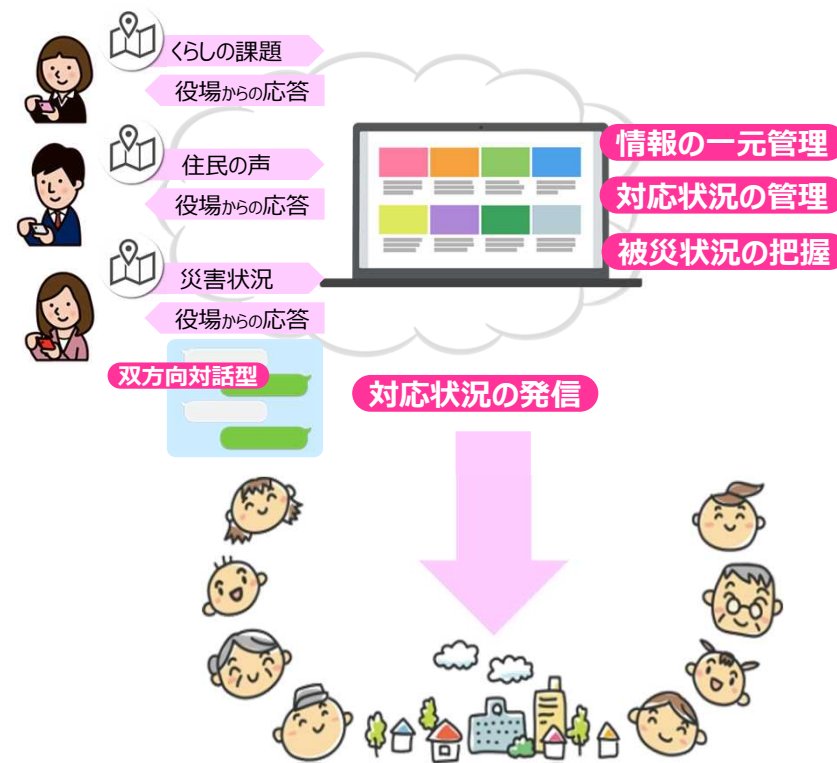 くらしの課題
役場からの応答
住民の声
役場からの応答
災害状況
役場からの応答
双方向対話型
情報の一元管理
対応状況の管理
被災状況の把握
対応状況の発信